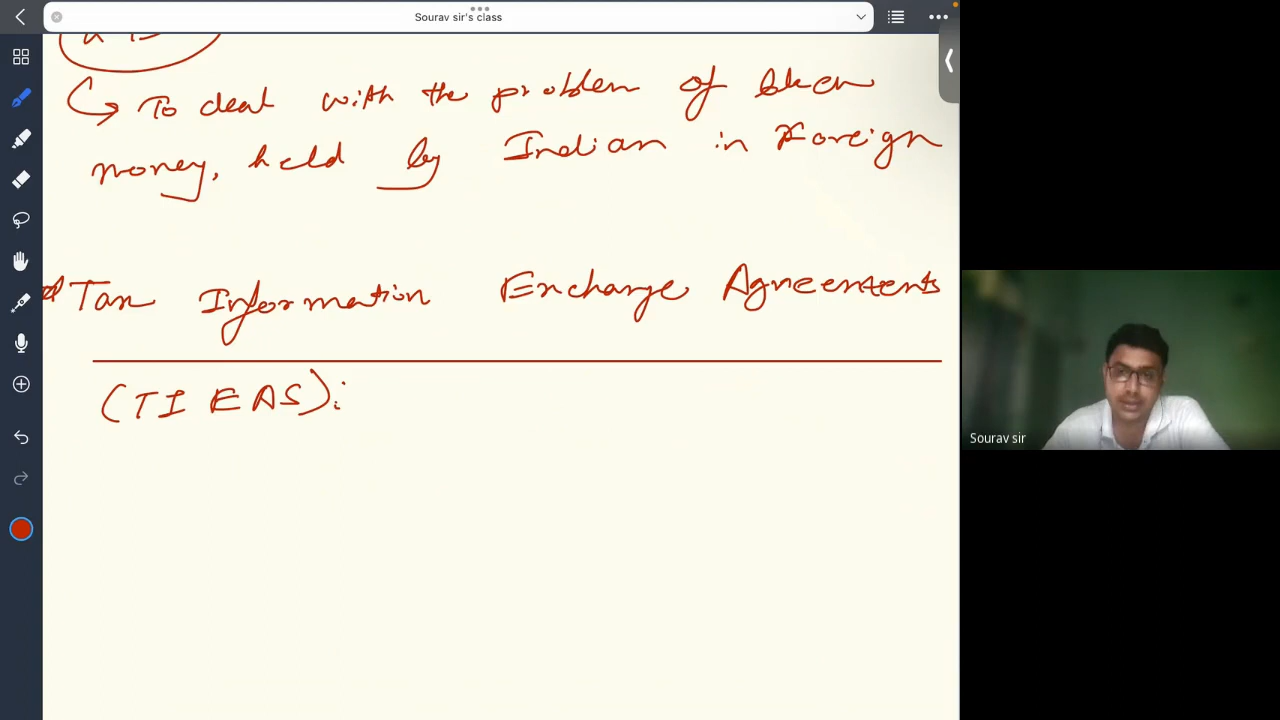 Sourav sir's class
→ To deal with the problem of
money, held by Indian in Foreign
Tax Information Exchange Agreements
(TIEAS):
Sourav sir